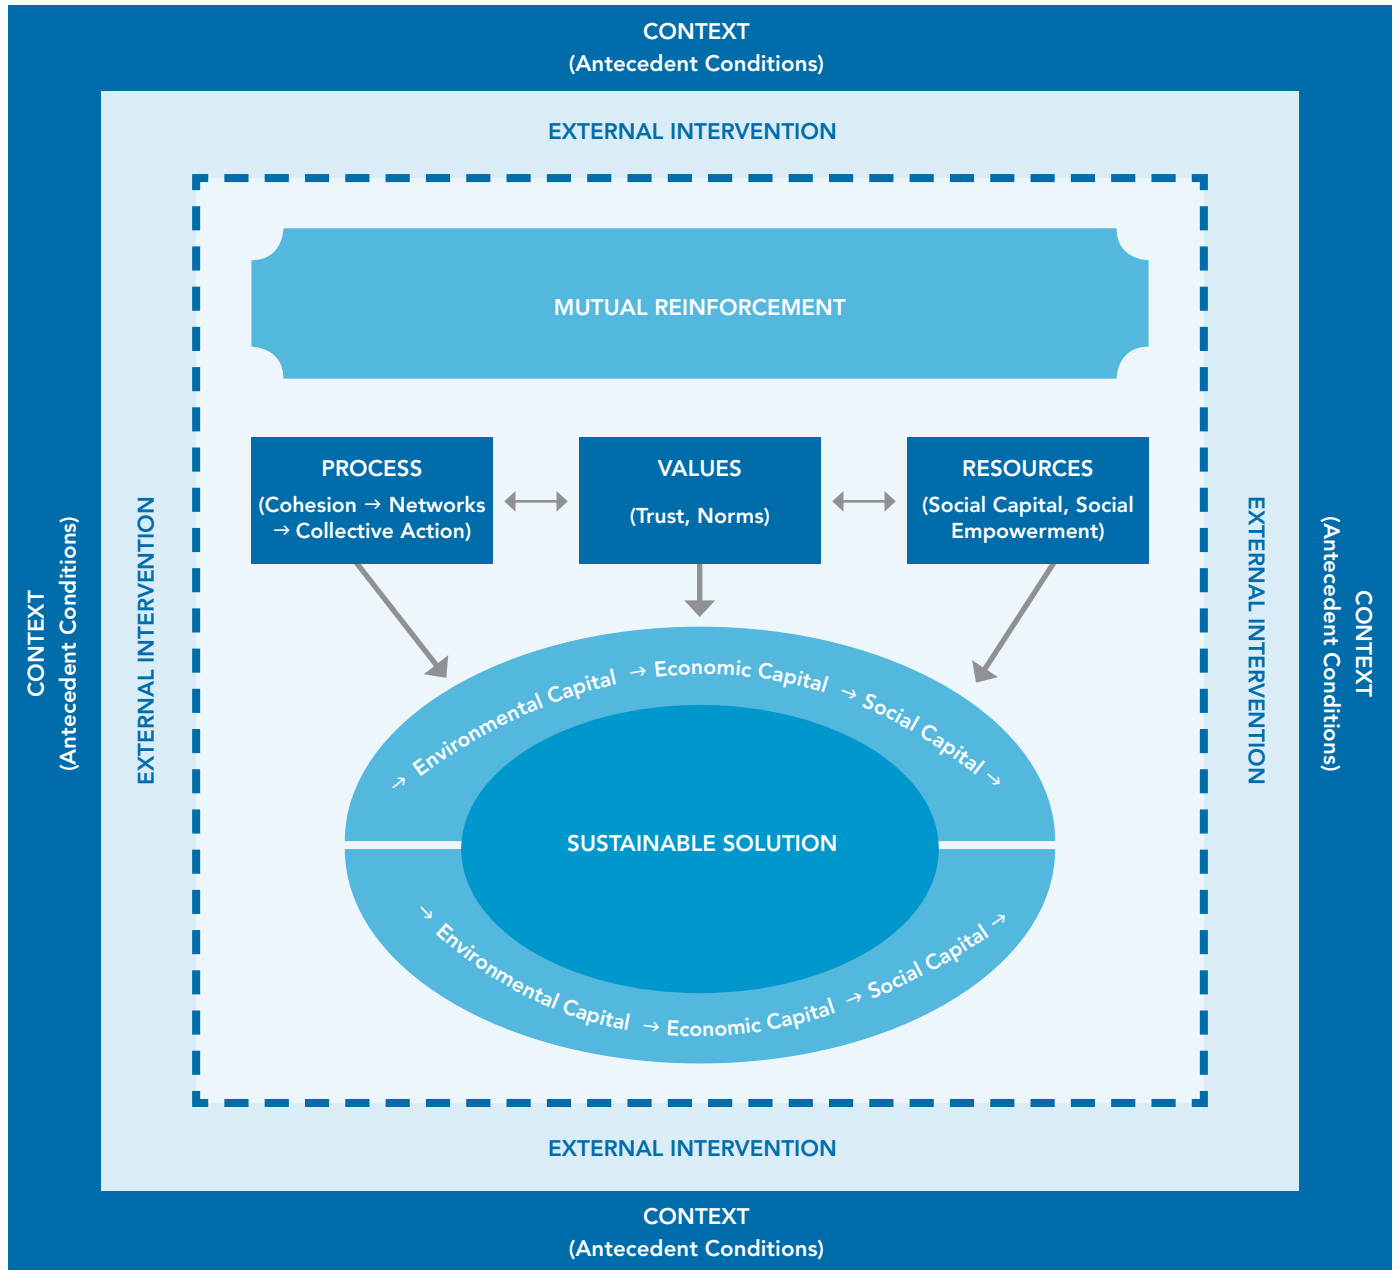 CONTEXT
(Antecedent Conditions)
EXTERNAL INTERVENTION
MUTUAL REINFORCEMENT
PROCESS
(Cohesion → Networks
→ Collective Action)
VALUES
(Trust, Norms)
RESOURCES
(Social Capital, Social
Empowerment)
CONTEXT
(Antecedent Conditions)
EXTERNAL INTERVENTION
EXTERNAL INTERVENTION
CONTEXT
(Antecedent Conditions)
→ Environmental Capital → Economic Capital → Social Capital →
SUSTAINABLE SOLUTION
→ Environmental Capital → Economic Capital → Social Capital →
EXTERNAL INTERVENTION
CONTEXT
(Antecedent Conditions)